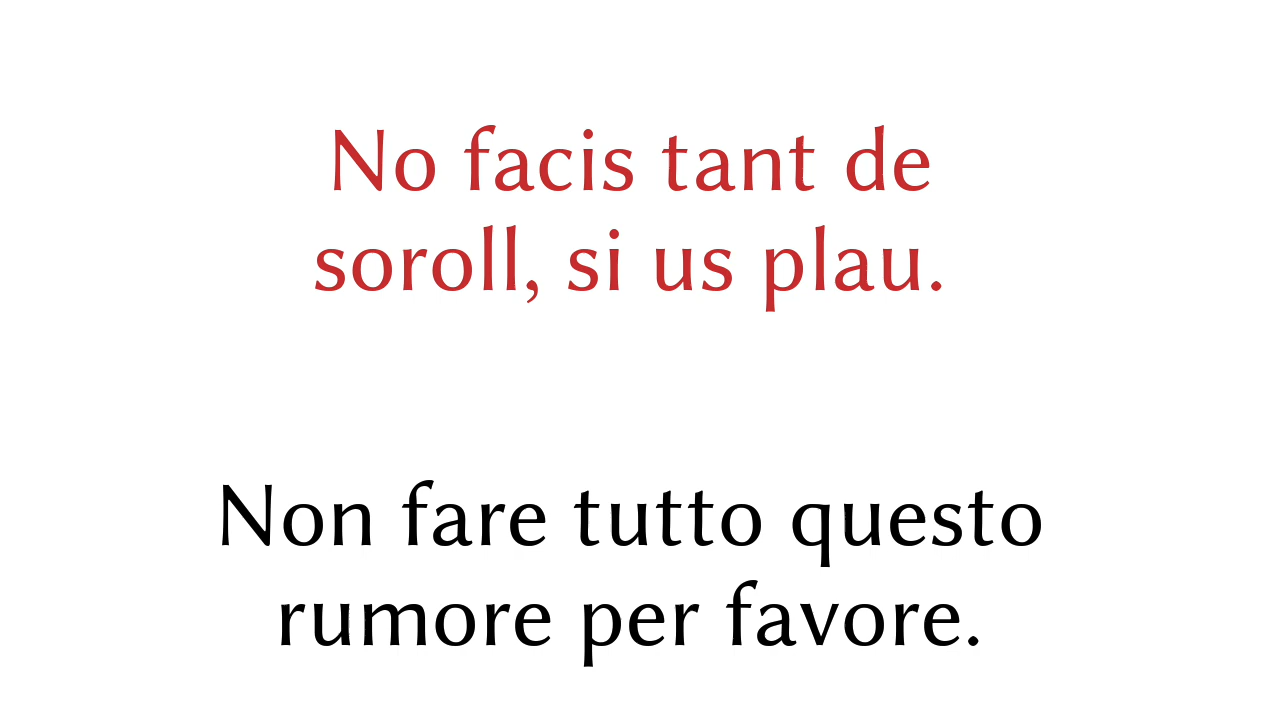 No facis tant de
soroll, si us plau.
Non fare tutto questo
rumore per favore.